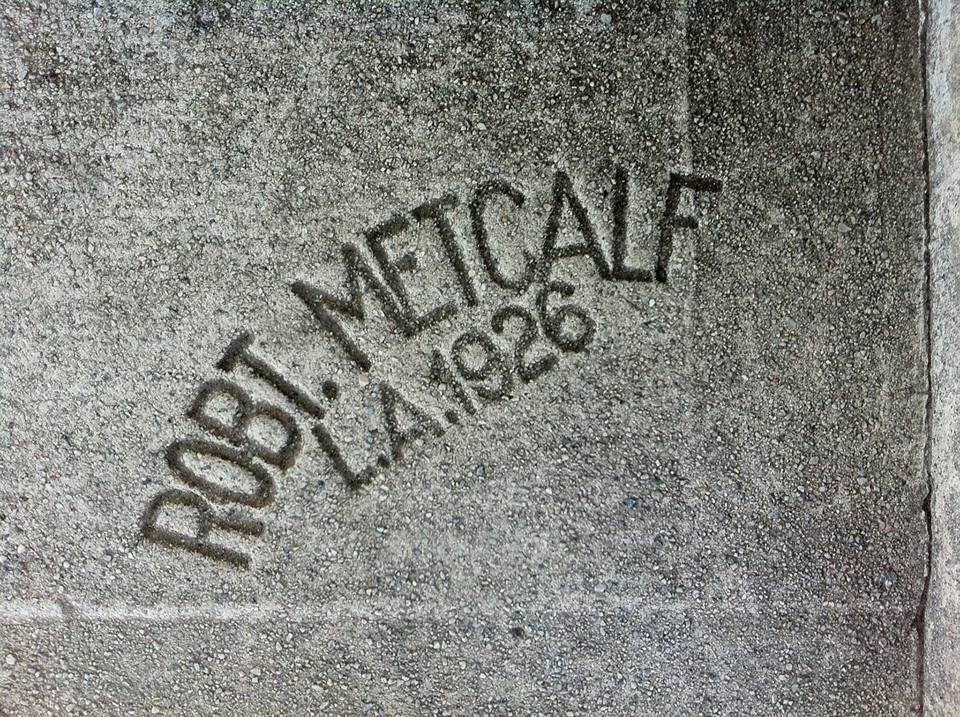 ROBT. METCALF
L.A. 1926